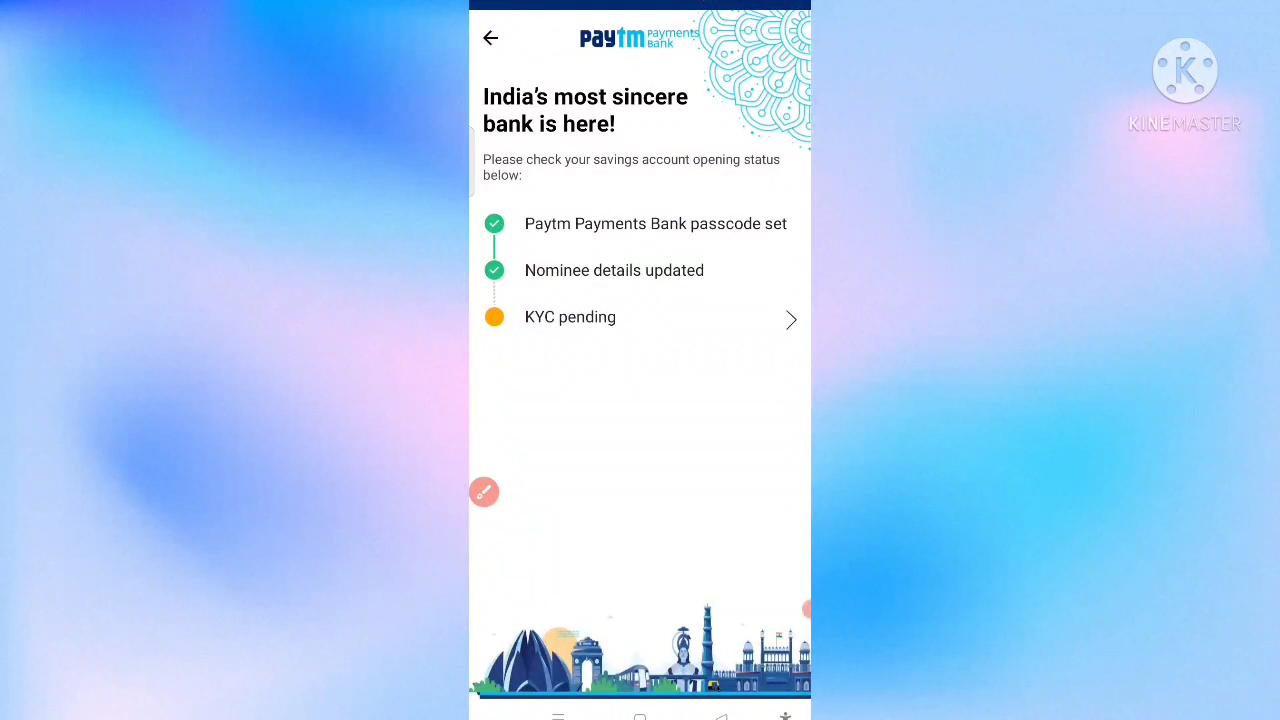 paytm Payments Bank
India's most sincere
bank is here!
Please check your savings account opening status
below:
Paytm Payments Bank passcode set
Nominee details updated
KYC pending
K
KINEMASTER